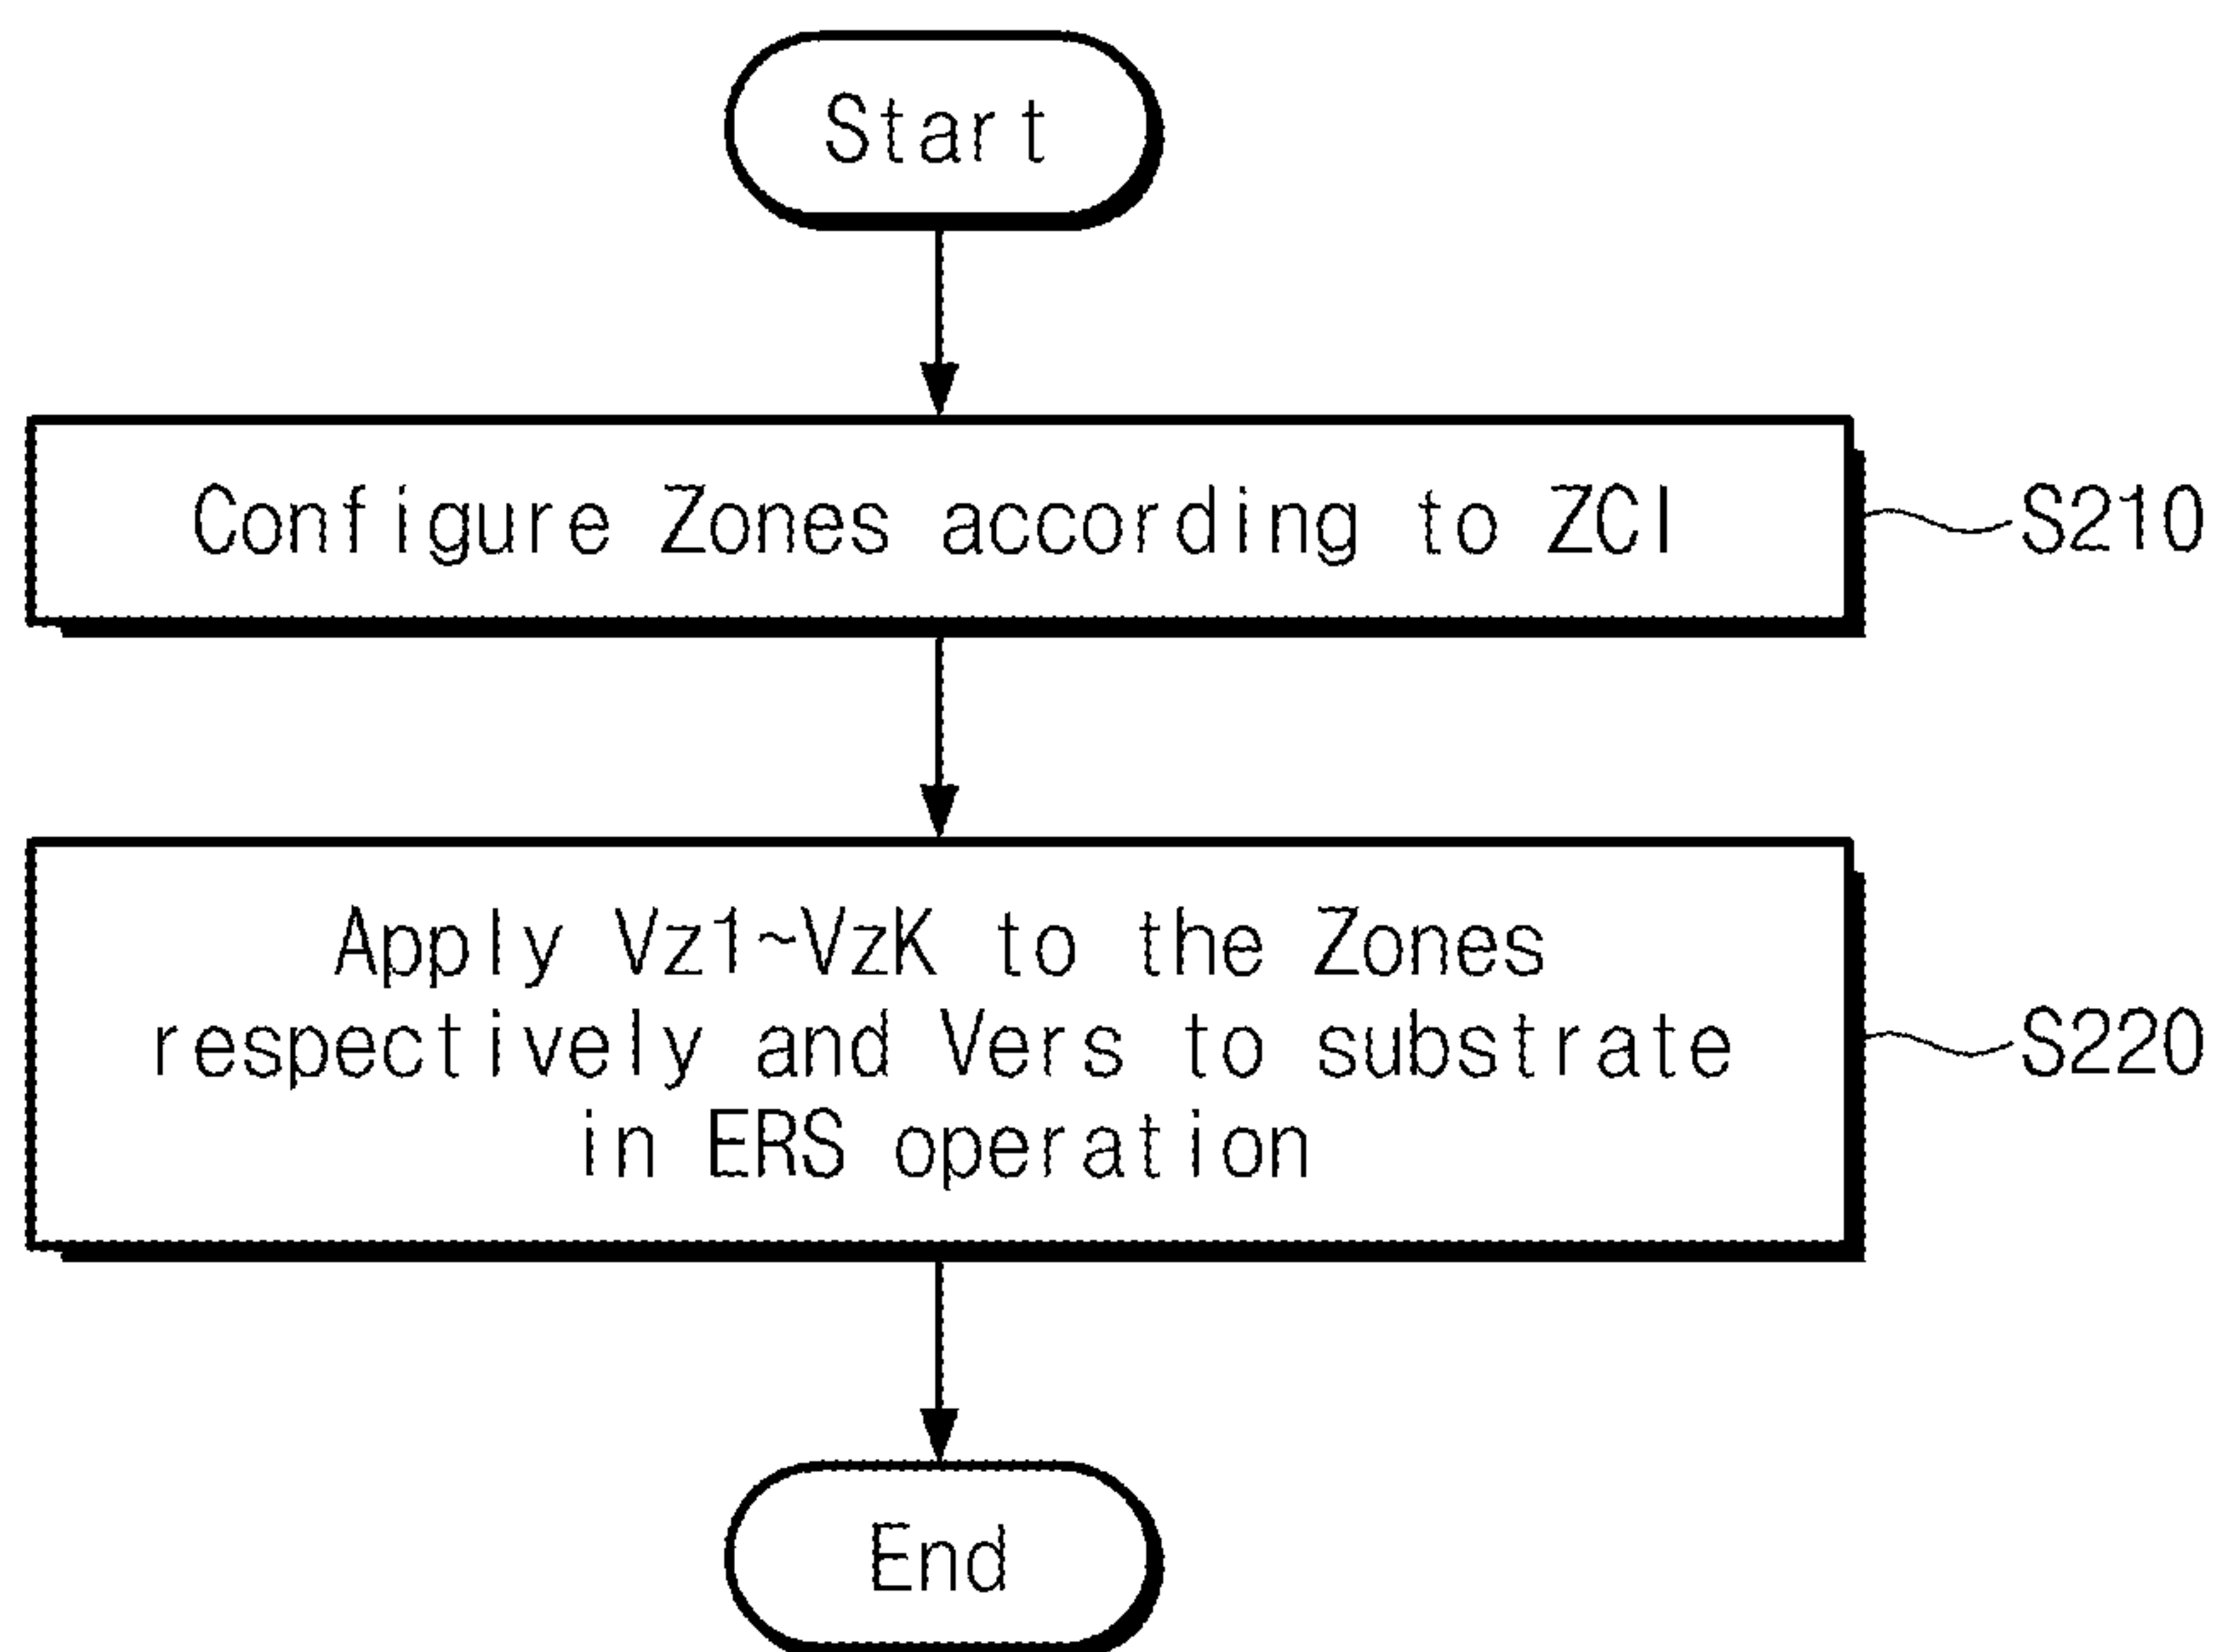 Start
Configure Zones according to ZCI
S210
Apply Vz1~VzK to the Zones
respectively and Vers to substrate
in ERS operation
S220
End